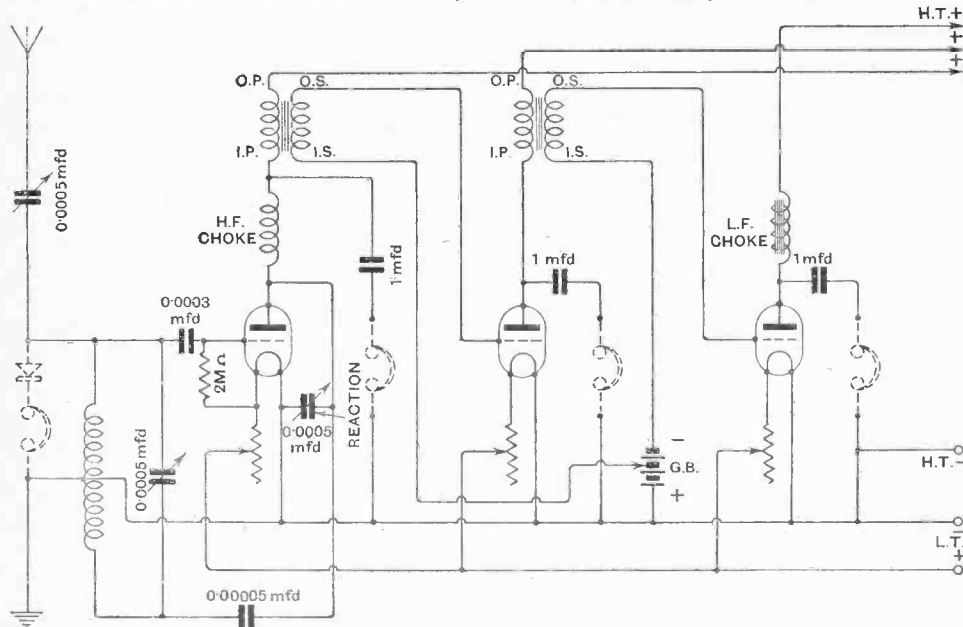 H.T.+
+
+
O.P.
O.S.
O.P.
O.S.
I.P.
I.S.
I.P.
I.S.
0·0005 mfd
H.F.
CHOKE
L.F.
CHOKE
1 mfd
1 mfd
1 mfd
0·0003
mfd
2MΩ
REACTION
0·0005
mfd
0·0005 mfd
−
G.B.
+
H.T.−
L.T.−
+
0·00005 mfd